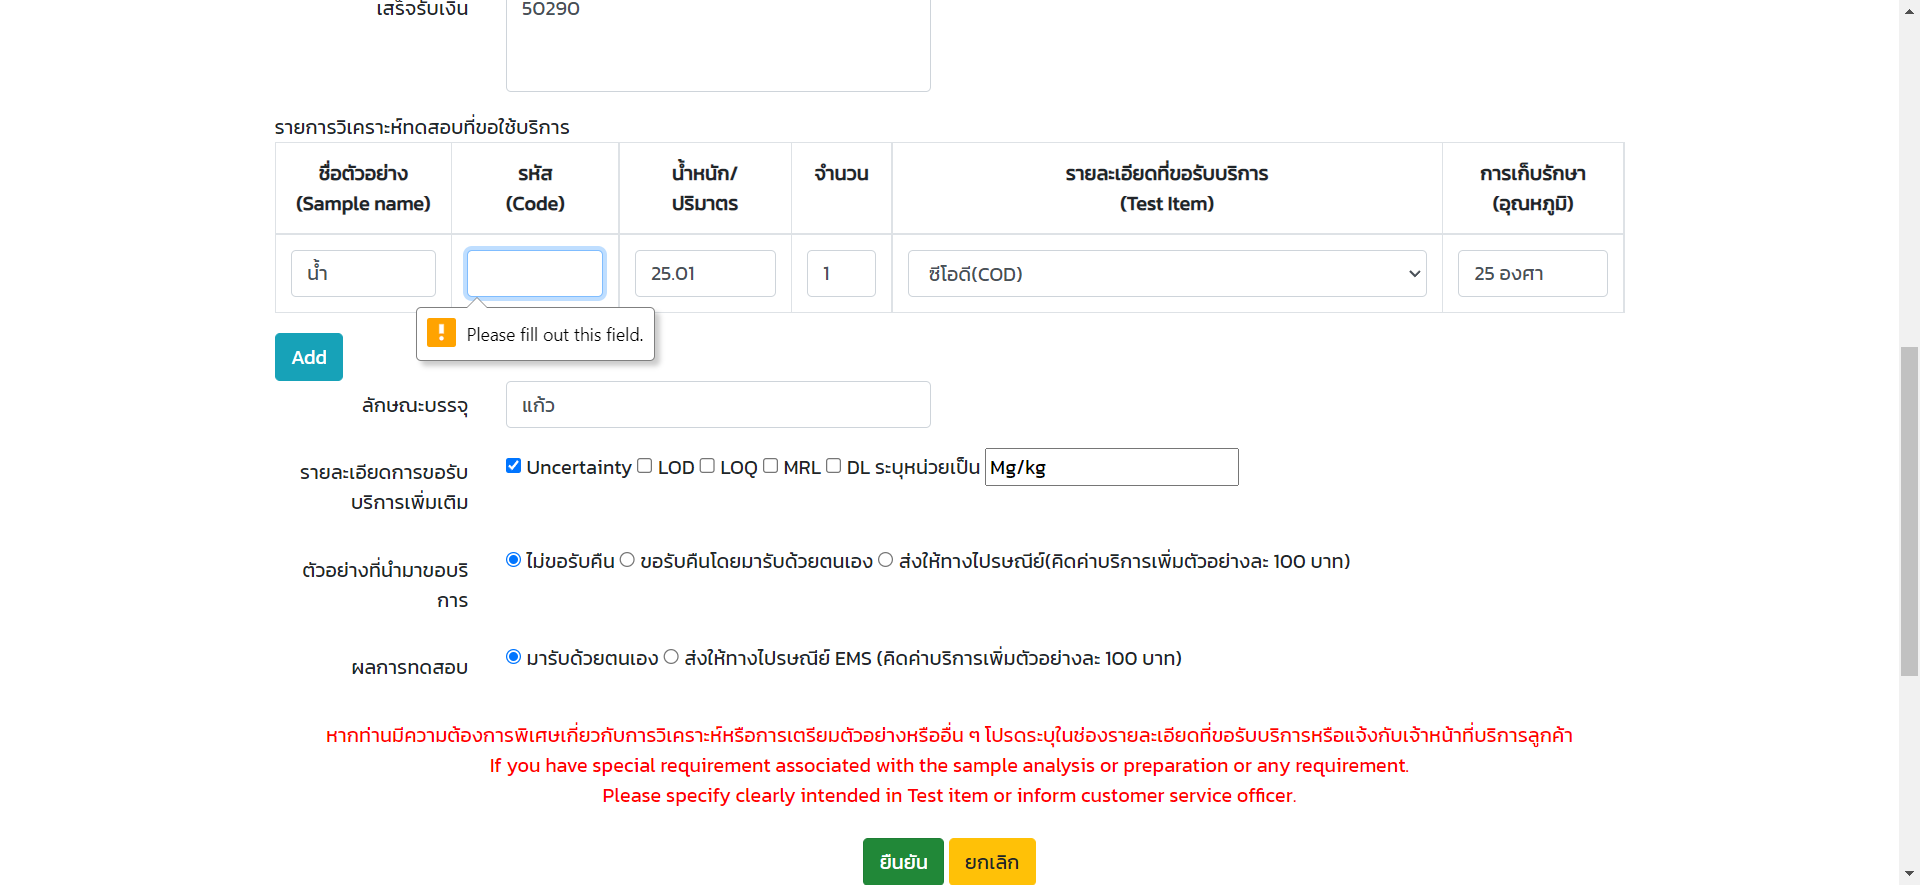 เสร็จรับเงิน
50290
รายการวิเคราะห์ทดสอบที่ขอใช้บริการ
ชื่อตัวอย่าง
(Sample name)
รหัส
(Code)
น้ำหนัก/
ปริมาตร
จำนวน
รายละเอียดที่ขอรับบริการ
(Test Item)
การเก็บรักษา
(อุณหภูมิ)
น้ำ
25.01
1
ซีโอดี(COD)
25 องศา
Please fill out this field.
Add
ลักษณะบรรจุ
แก้ว
รายละเอียดการขอรับ
บริการเพิ่มเติม
Uncertainty LOD LOQ MRL DL ระบุหน่วยเป็น Mg/kg
ตัวอย่างที่นำมาขอบริ
การ
ไม่ขอรับคืน ขอรับคืนโดยมารับด้วยตนเอง ส่งให้ทางไปรษณีย์(คิดค่าบริการเพิ่มตัวอย่างละ 100 บาท)
ผลการทดสอบ
มารับด้วยตนเอง ส่งให้ทางไปรษณีย์ EMS (คิดค่าบริการเพิ่มตัวอย่างละ 100 บาท)
หากท่านมีความต้องการพิเศษเกี่ยวกับการวิเคราะห์หรือการเตรียมตัวอย่างหรืออื่น ๆ โปรดระบุในช่องรายละเอียดที่ขอรับบริการหรือแจ้งกับเจ้าหน้าที่บริการลูกค้า
If you have special requirement associated with the sample analysis or preparation or any requirement.
Please specify clearly intended in Test item or inform customer service officer.
ยืนยัน
ยกเลิก